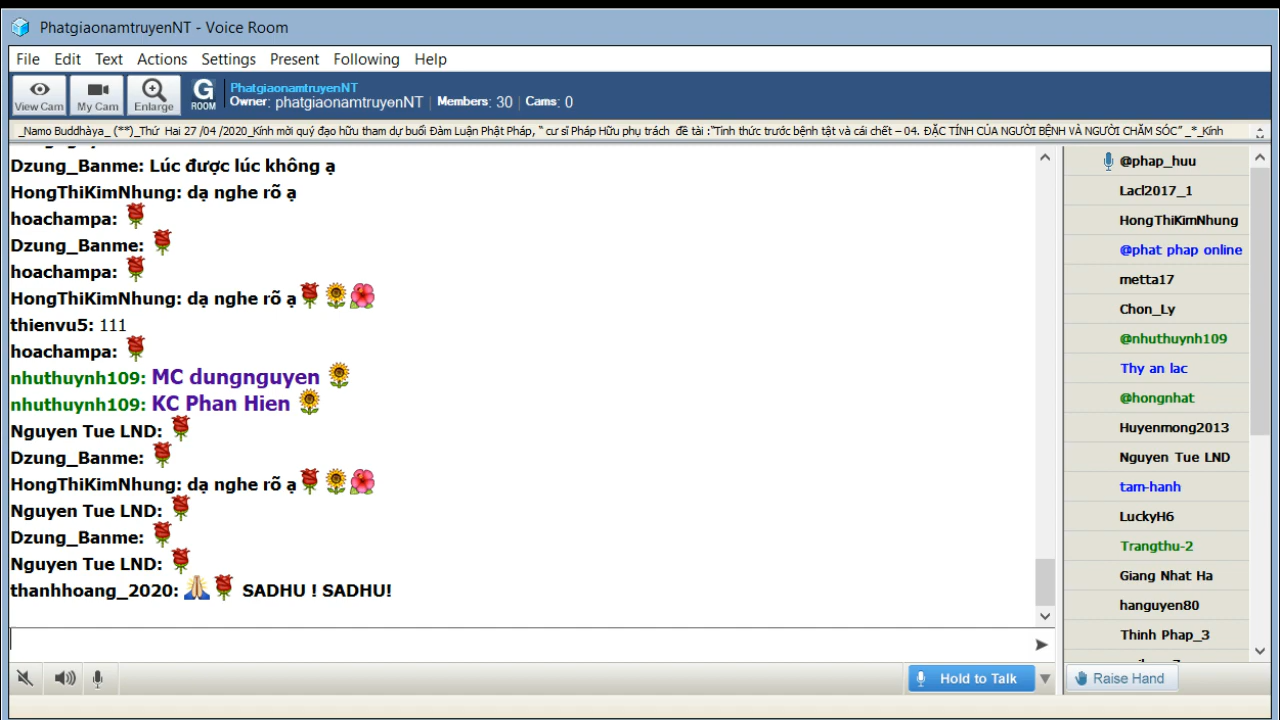 PhatgiaonamtruyenNT - Voice Room
File Edit Text Actions Settings Present Following Help
View Cam My Cam Enlarge G ROOM
PhatgiaonamtruyenNT
Owner: phatgiaonamtruyenNT | Members: 30 | Cams: 0
_Namo Buddhàya_ (**)_Thứ Hai 27 /04 /2020_Kính mời quý đạo hữu tham dự buổi Đàm Luận Phật Pháp, " cư sĩ Pháp Hữu phụ trách đề tài :"Tỉnh thức trước bệnh tật và cái chết – 04. ĐẶC TÍNH CỦA NGƯỜI BỆNH VÀ NGƯỜI CHĂM SÓC" _*_Kính
Dzung_Banme: Lúc được lúc không ạ
HongThiKimNhung: dạ nghe rõ ạ
hoachampa:
Dzung_Banme:
hoachampa:
HongThiKimNhung: dạ nghe rõ ạ
thienvu5: 111
hoachampa:
nhuthuynh109: MC dungnguyen
nhuthuynh109: KC Phan Hien
Nguyen Tue LND:
Dzung_Banme:
HongThiKimNhung: dạ nghe rõ ạ
Nguyen Tue LND:
Dzung_Banme:
Nguyen Tue LND:
thanhhoang_2020: SADHU ! SADHU!
@phap_huu
Lacl2017_1
HongThiKimNhung
@phat phap online
metta17
Chon_Ly
@nhuthuynh109
Thy an lac
@hongnhat
Huyenmong2013
Nguyen Tue LND
tam-hanh
LuckyH6
Trangthu-2
Giang Nhat Ha
hanguyen80
Thinh Phap_3
Hold to Talk
Raise Hand